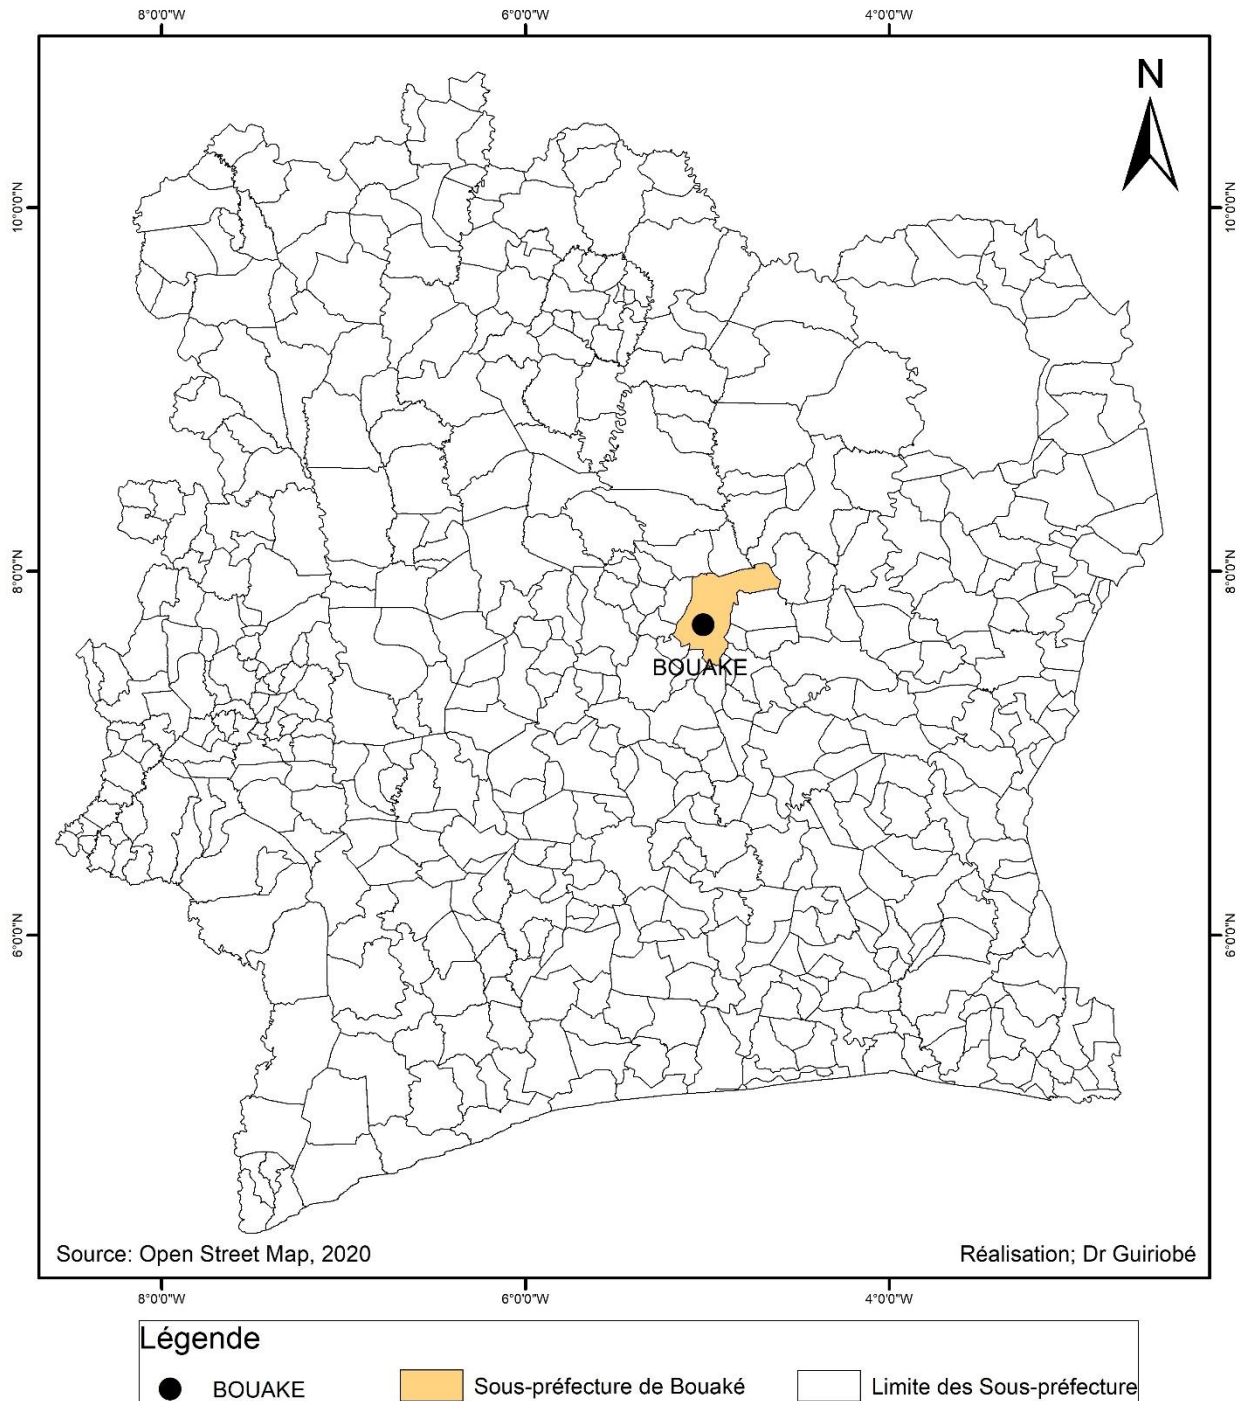 8°0'0"W 6°0'0"W 4°0'0"W
N
10°0'0"N 10°0'0"N
8°0'0"N 8°0'0"N
BOUAKE
6°0'0"N 6°0'0"N
Source: Open Street Map, 2020 Réalisation; Dr Guiriobé
8°0'0"W 6°0'0"W 4°0'0"W
Légende
BOUAKE Sous-préfecture de Bouaké Limite des Sous-préfecture